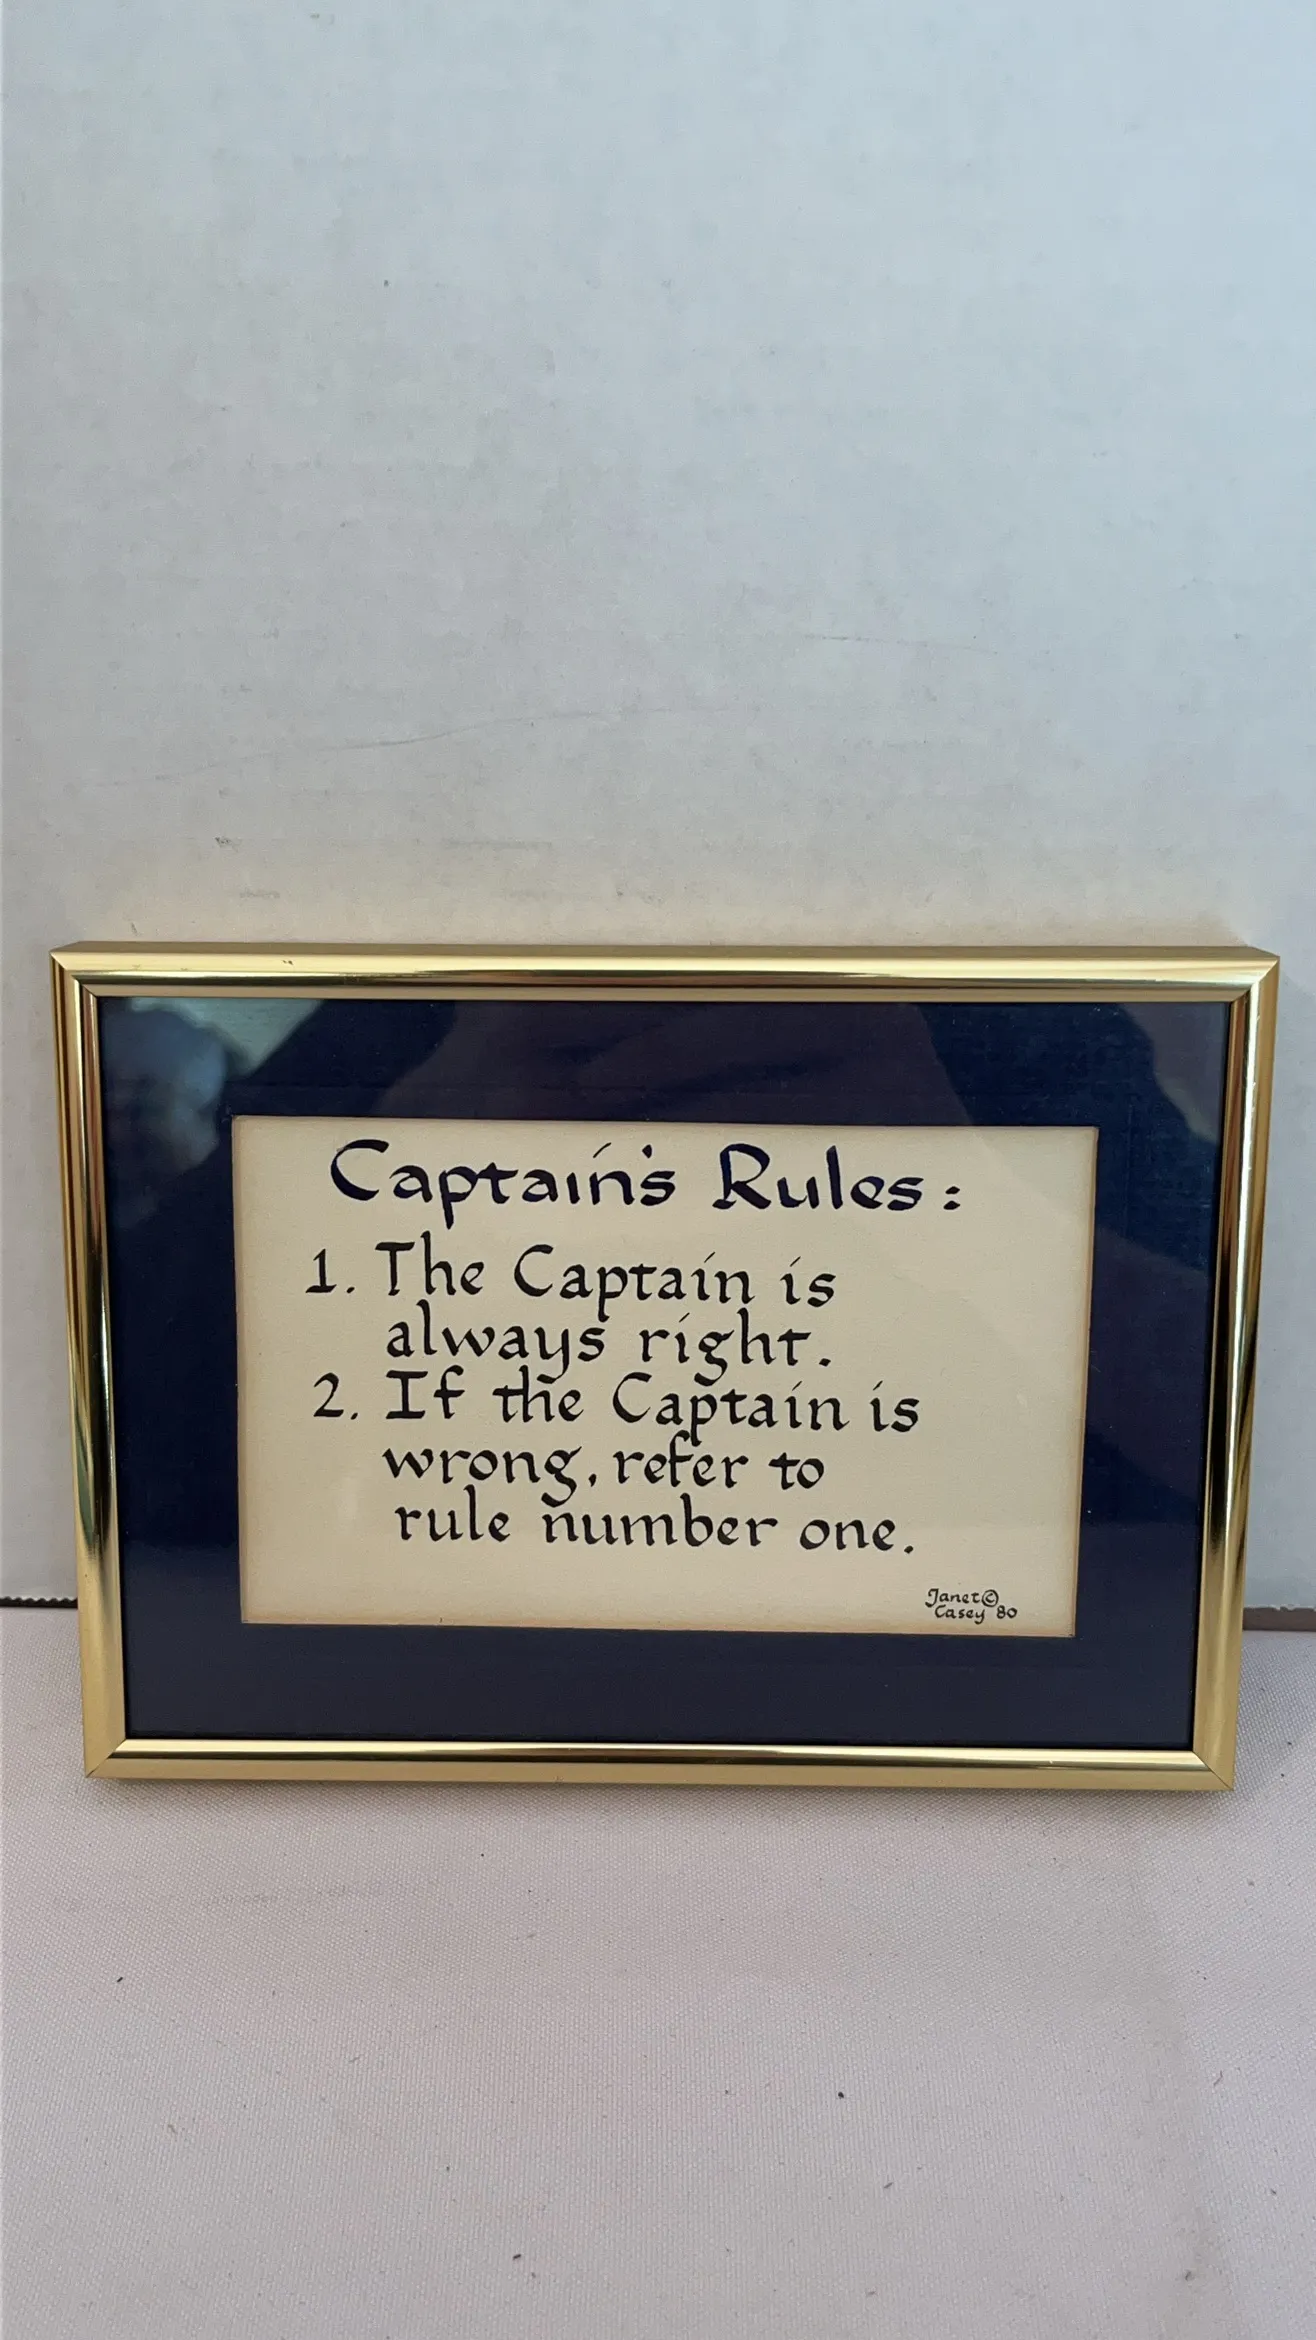 Captain's Rules:
1. The Captain is
always right.
2. If the Captain is
wrong, refer to
rule number one.
Janet ©
Casey '80